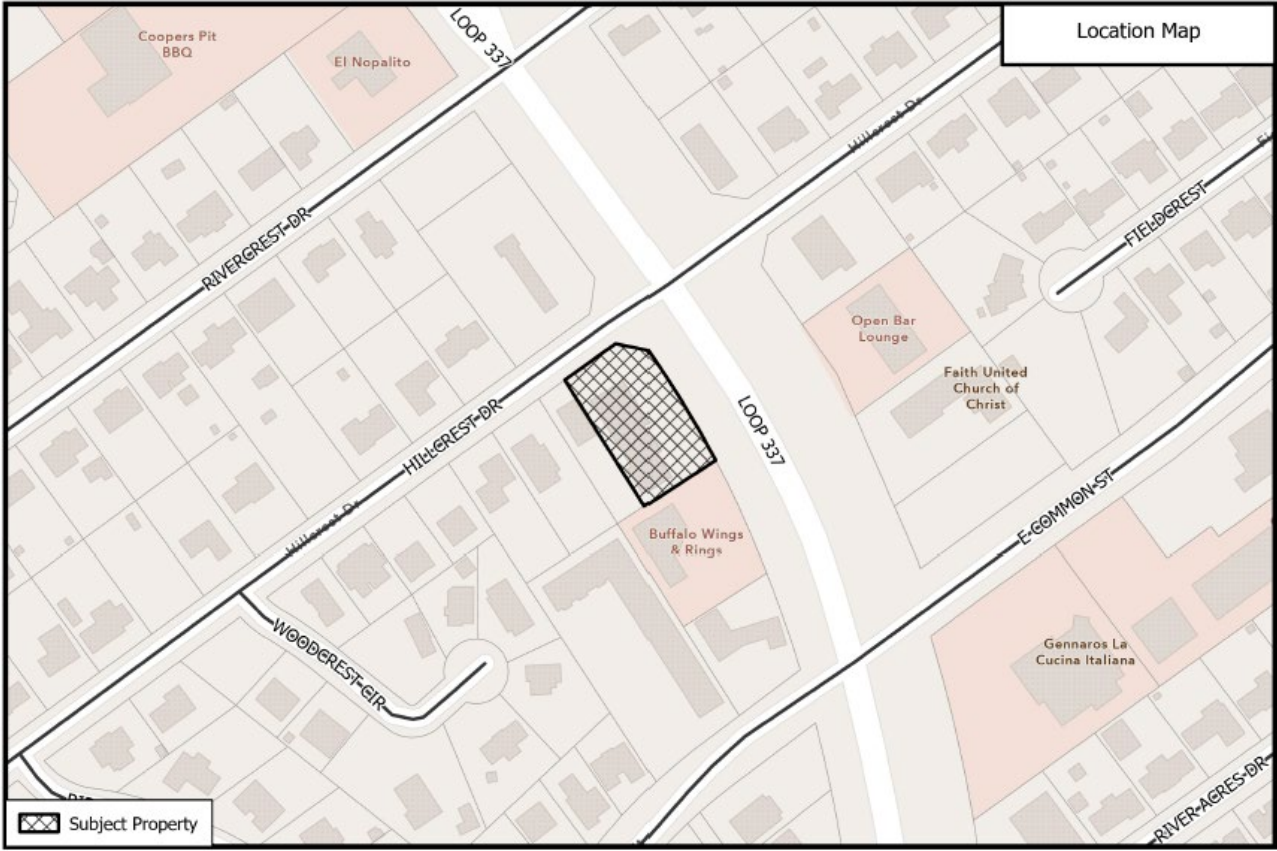 Location Map
LOOP 337
Coopers Pit
BBQ
El Nopalito
Hillcrest Dr
RIVERCREST DR
FIELDCREST
Open Bar
Lounge
Faith United
Church of
Christ
HILLCREST DR
LOOP 337
Hillcrest Dr
E COMMON ST
Buffalo Wings
& Rings
WOODCREST CIR
Gennaros La
Cucina Italiana
RIVER ACRES DR
Subject Property